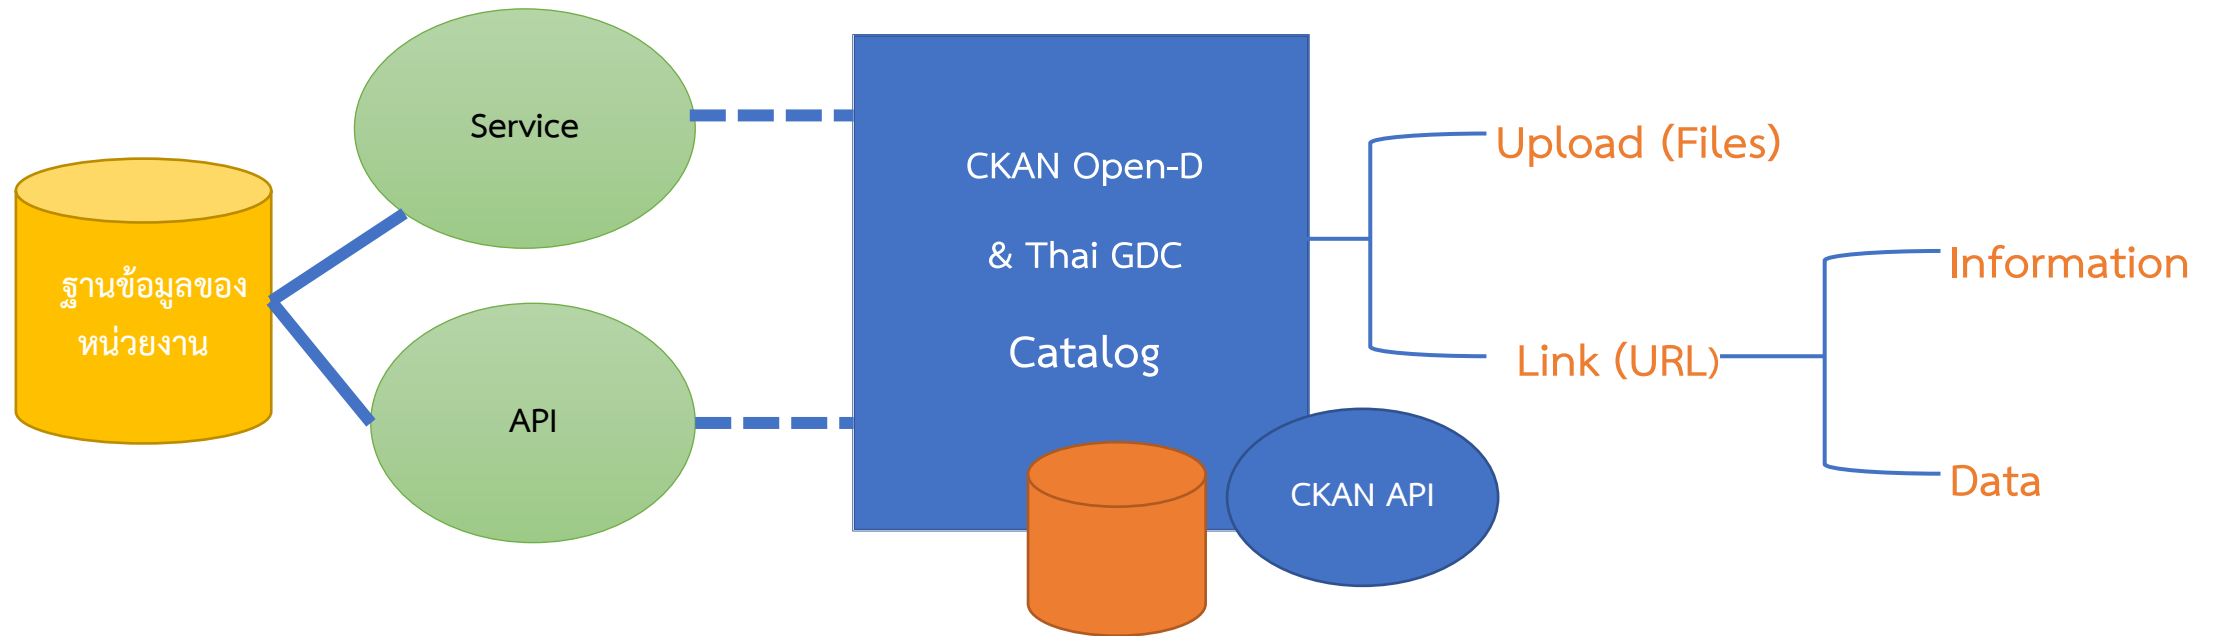 Service
ฐานข้อมูลของ
หน่วยงาน
API
CKAN Open-D
& Thai GDC
Catalog
CKAN API
Upload (Files)
Link (URL)
Information
Data